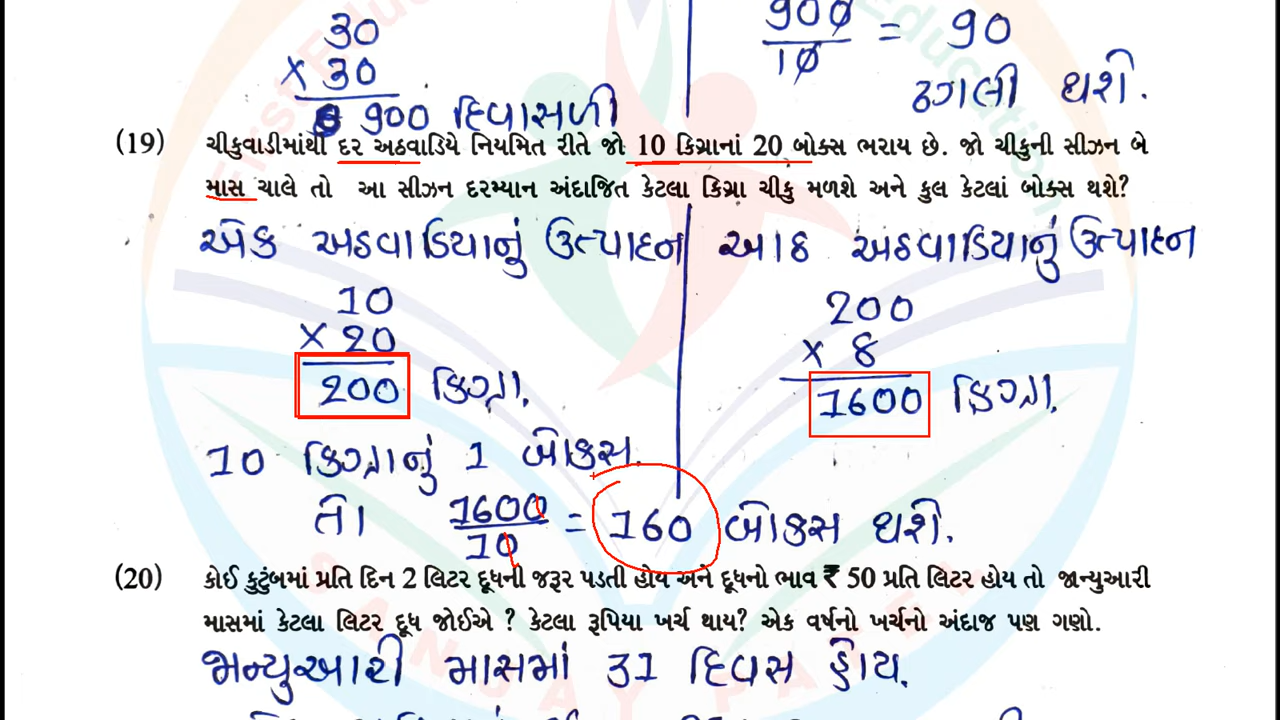 30
× 30
900 દિવાસળી
900
10
= 90
ઢગલી થશે.
(19) ચીકુવાડીમાંથી દર અઠવાડિયે નિયમિત રીતે જો 10 કિગ્રાનાં 20 બોક્સ ભરાય છે. જો ચીકુની સીઝન બે
માસ ચાલે તો આ સીઝન દરમ્યાન અંદાજિત કેટલા કિગ્રા ચીકુ મળશે અને કુલ કેટલાં બોક્સ થશે?
એક અઠવાડિયાનું ઉત્પાદન
10
× 20
200 કિગ્રા.
આઠ અઠવાડિયાનું ઉત્પાદન
200
× 8
1600 કિગ્રા.
10 કિગ્રાનું 1 બોકસ.
તો 1600
10
= 160 બોકસ થશે.
(20) કોઈ કુટુંબમાં પ્રતિ દિન 2 લિટર દૂધની જરૂર પડતી હોય અને દૂધનો ભાવ ₹ 50 પ્રતિ લિટર હોય તો જાન્યુઆરી
માસમાં કેટલા લિટર દૂધ જોઈએ ? કેટલા રૂપિયા ખર્ચ થાય? એક વર્ષનો ખર્ચનો અંદાજ પણ ગણો.
જાન્યુઆરી માસમાં 31 દિવસ હોય.